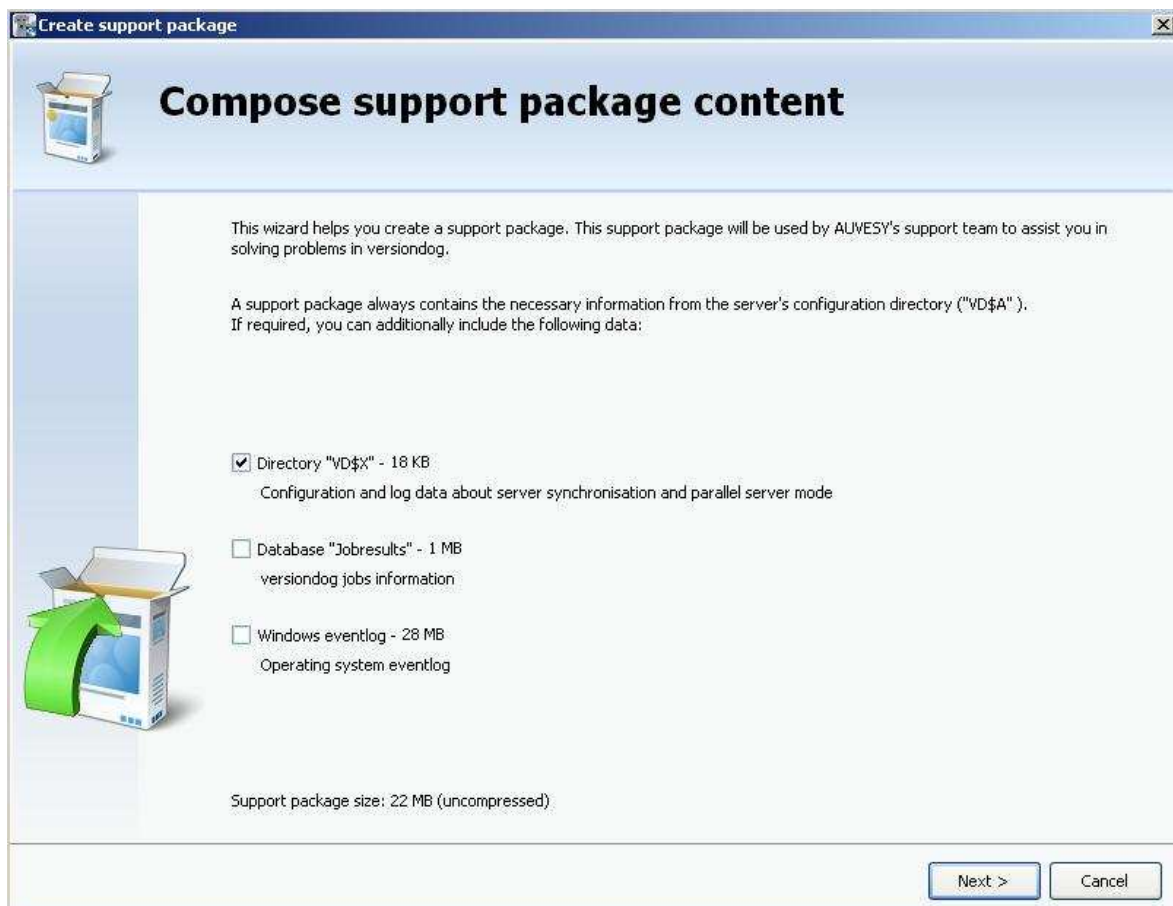 Create support package
Compose support package content
This wizard helps you create a support package. This support package will be used by AUVESY's support team to assist you in
solving problems in versiondog.
A support package always contains the necessary information from the server's configuration directory ("VD$A" ).
If required, you can additionally include the following data:
Directory "VD$X" - 18 KB
Configuration and log data about server synchronisation and parallel server mode
Database "Jobresults" - 1 MB
versiondog jobs information
Windows eventlog - 28 MB
Operating system eventlog
Support package size: 22 MB (uncompressed)
Next >
Cancel